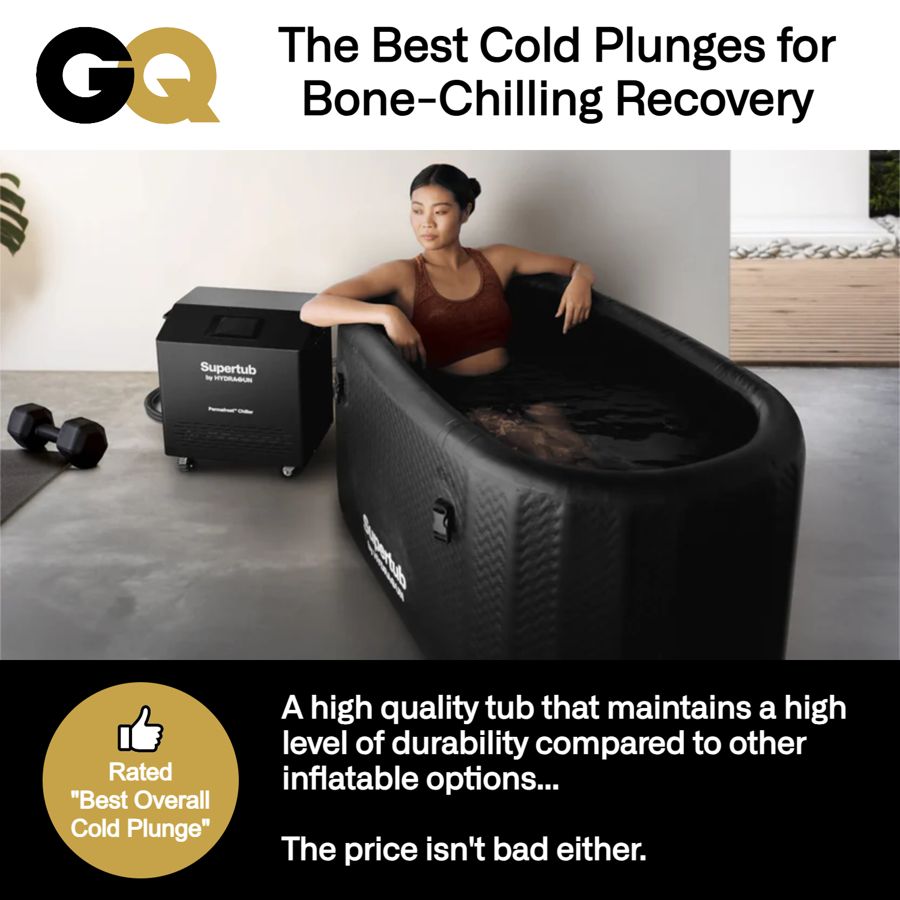 GQ
The Best Cold Plunges for
Bone-Chilling Recovery
Supertub
by HYDRAGUN
Permafrost™ Chiller
Supertub
by HYDRAGUN
Rated
"Best Overall
Cold Plunge"
A high quality tub that maintains a high
level of durability compared to other
inflatable options...
The price isn't bad either.